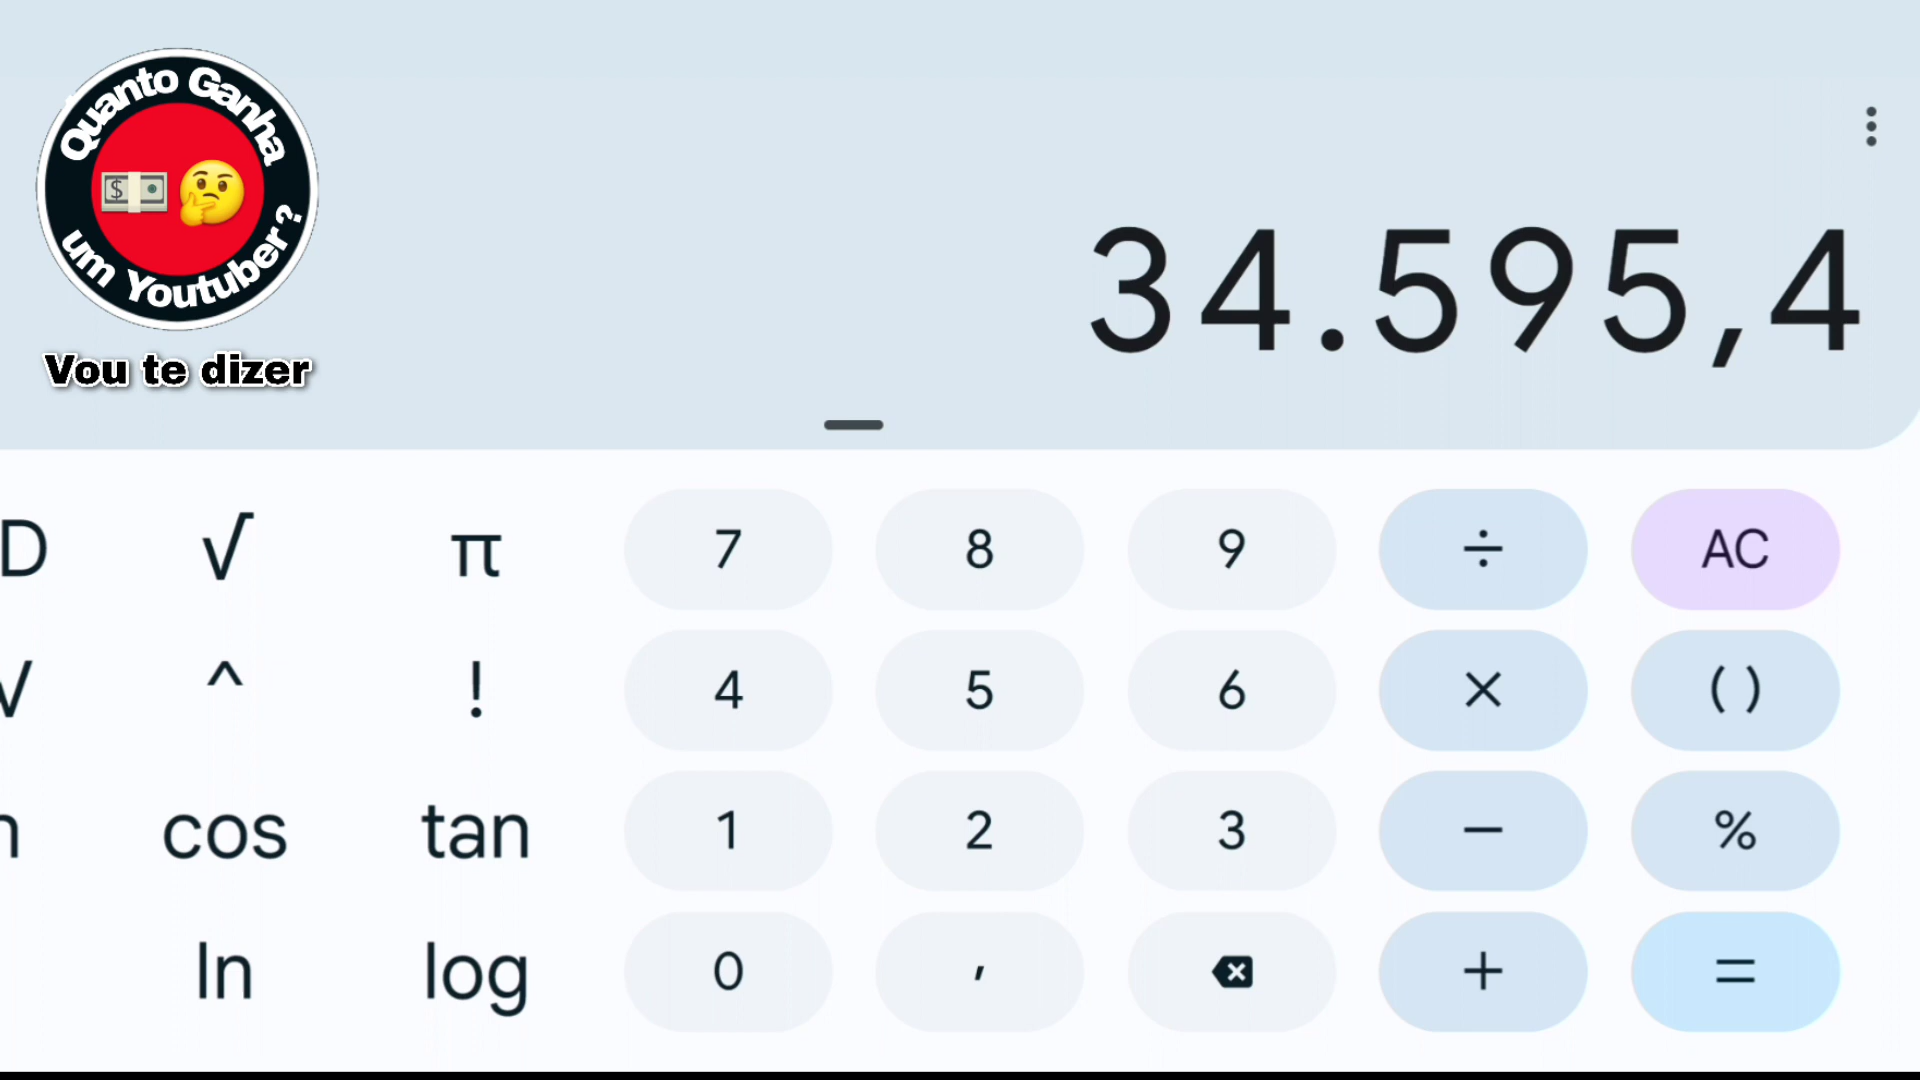 Quanto Ganha
um Youtuber?
Vou te dizer
34.595,4
D √ π 7 8 9 ÷ AC
^ ! 4 5 6 × ( )
cos tan 1 2 3 − %
ln log 0 , + =